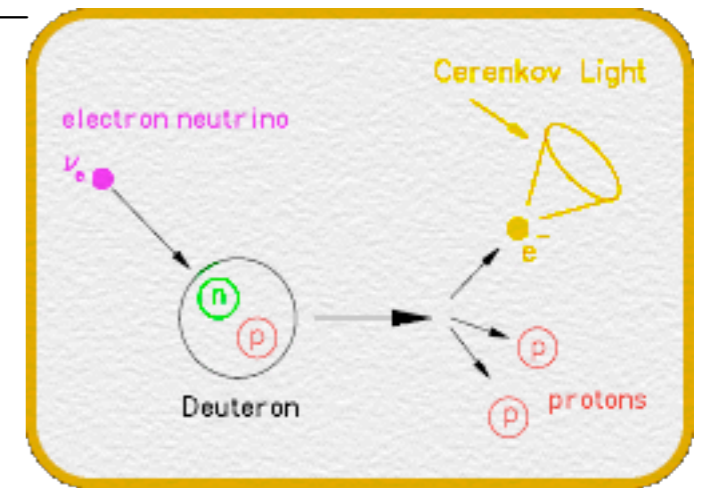 Cerenkov Light
electron neutrino
νe
n
p
e-
p
Deuteron
protons
p